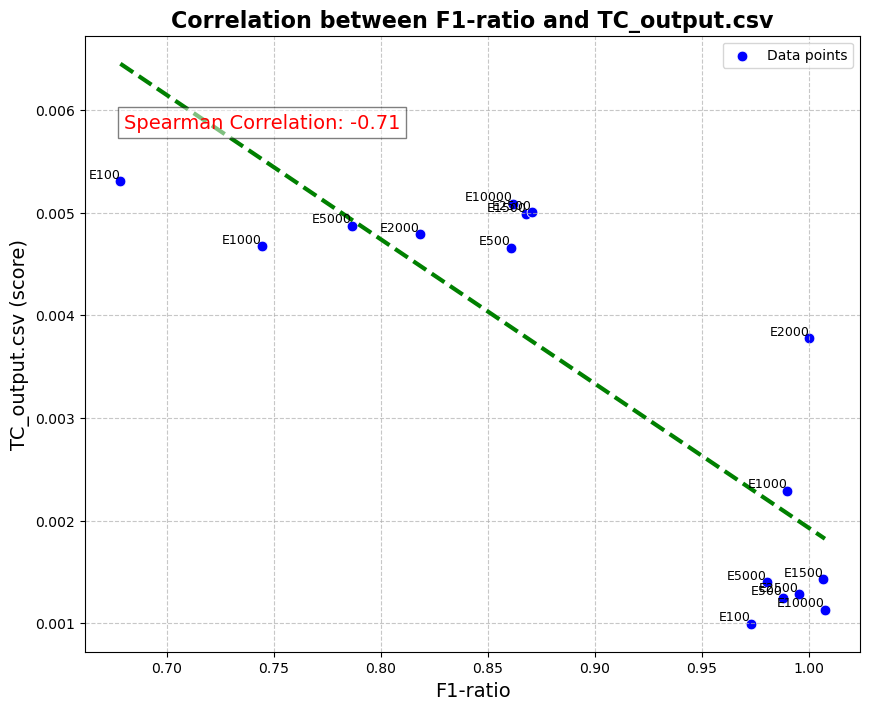 Correlation between F1-ratio and TC_output.csv
Data points
Spearman Correlation: -0.71
TC_output.csv (score)
0.006
0.005
0.004
0.003
0.002
0.001
E100
E1000
E5000
E2000
E10000
E1500
E500
E2000
E1000
E5000
E1500
E500
E10000
E100
0.70
0.75
0.80
0.85
0.90
0.95
1.00
F1-ratio